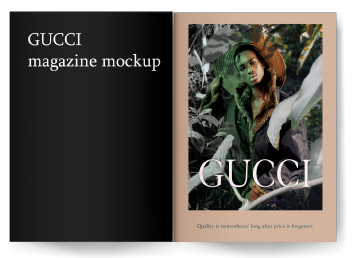 GUCCI
magazine mockup
GUCCI
Quality is remembered long after price is forgotten.